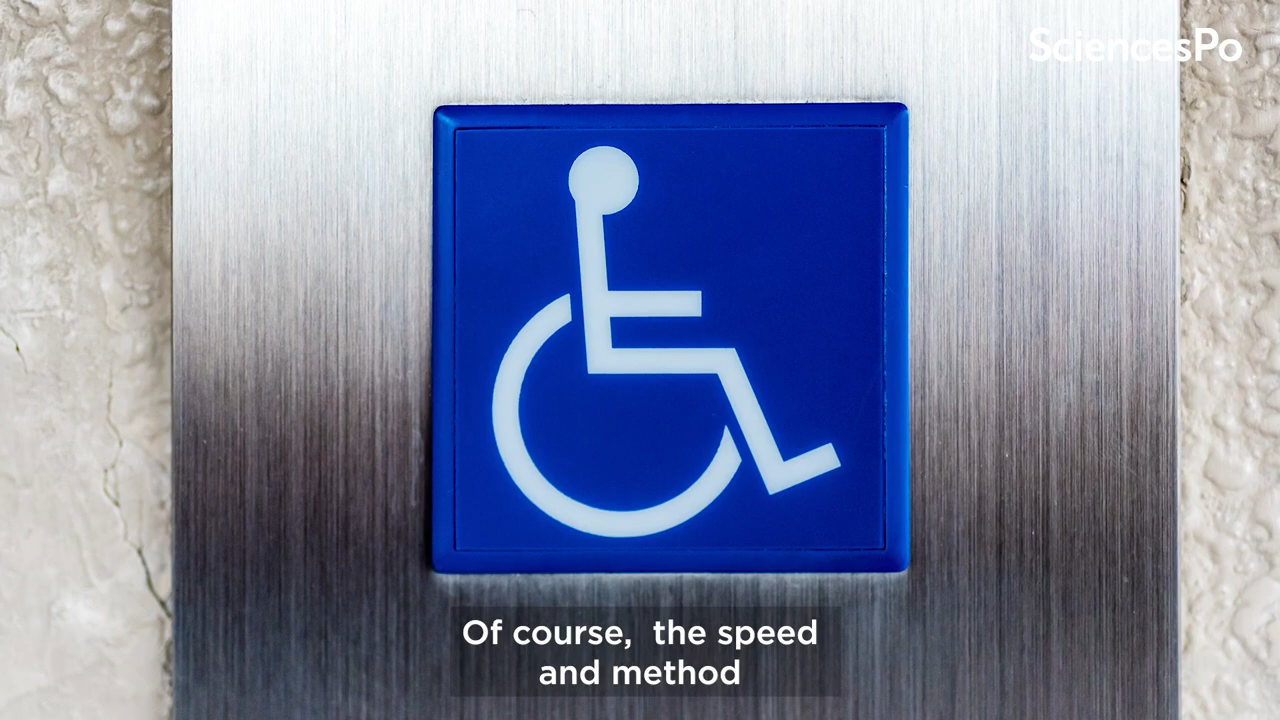 SciencesPo
Of course,  the speed
and method